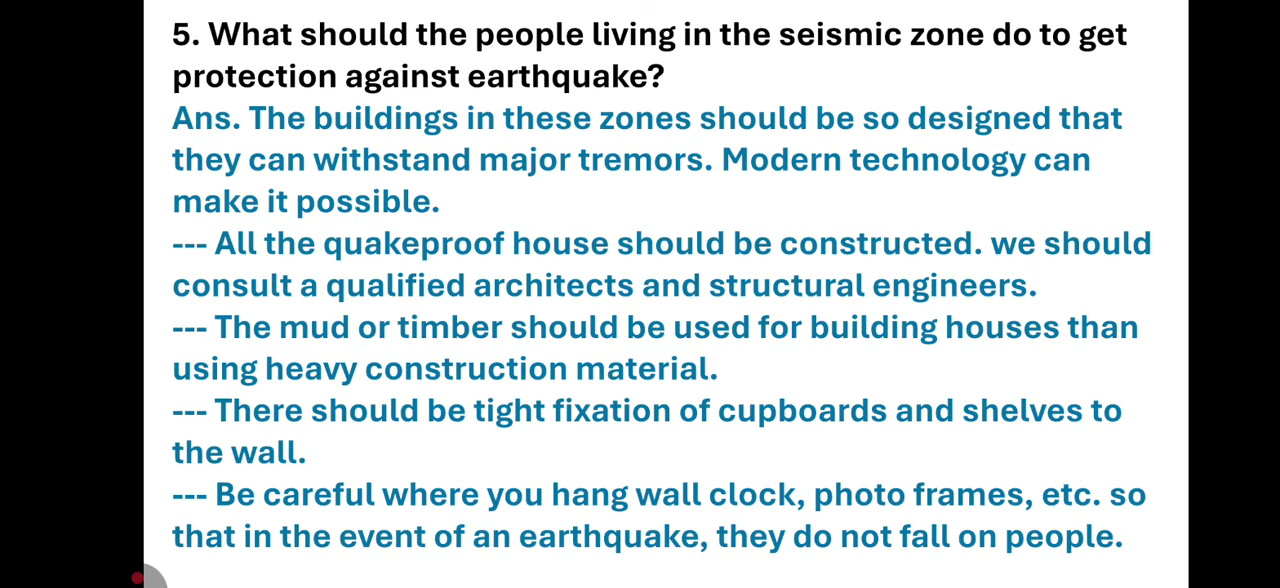 5. What should the people living in the seismic zone do to get
protection against earthquake?
Ans. The buildings in these zones should be so designed that
they can withstand major tremors. Modern technology can
make it possible.
--- All the quakeproof house should be constructed. we should
consult a qualified architects and structural engineers.
--- The mud or timber should be used for building houses than
using heavy construction material.
--- There should be tight fixation of cupboards and shelves to
the wall.
--- Be careful where you hang wall clock, photo frames, etc. so
that in the event of an earthquake, they do not fall on people.